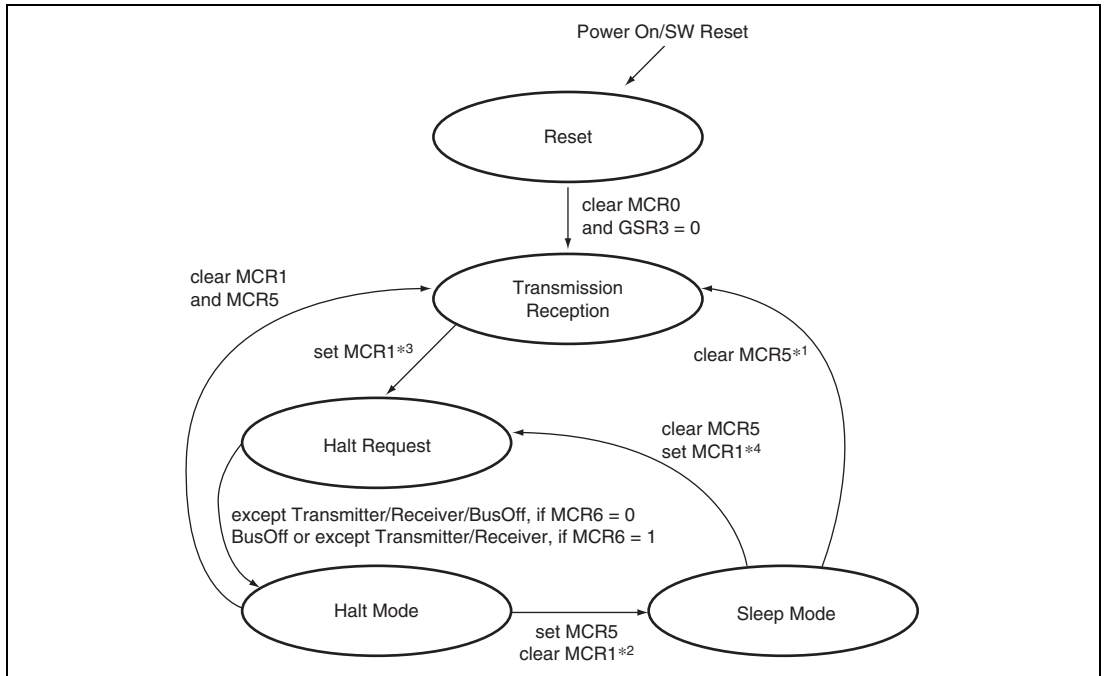 Power On/SW Reset
Reset
clear MCR0
and GSR3 = 0
clear MCR1
and MCR5
Transmission
Reception
set MCR1*3
clear MCR5*1
Halt Request
clear MCR5
set MCR1*4
except Transmitter/Receiver/BusOff, if MCR6 = 0
BusOff or except Transmitter/Receiver, if MCR6 = 1
Halt Mode
Sleep Mode
set MCR5
clear MCR1*2